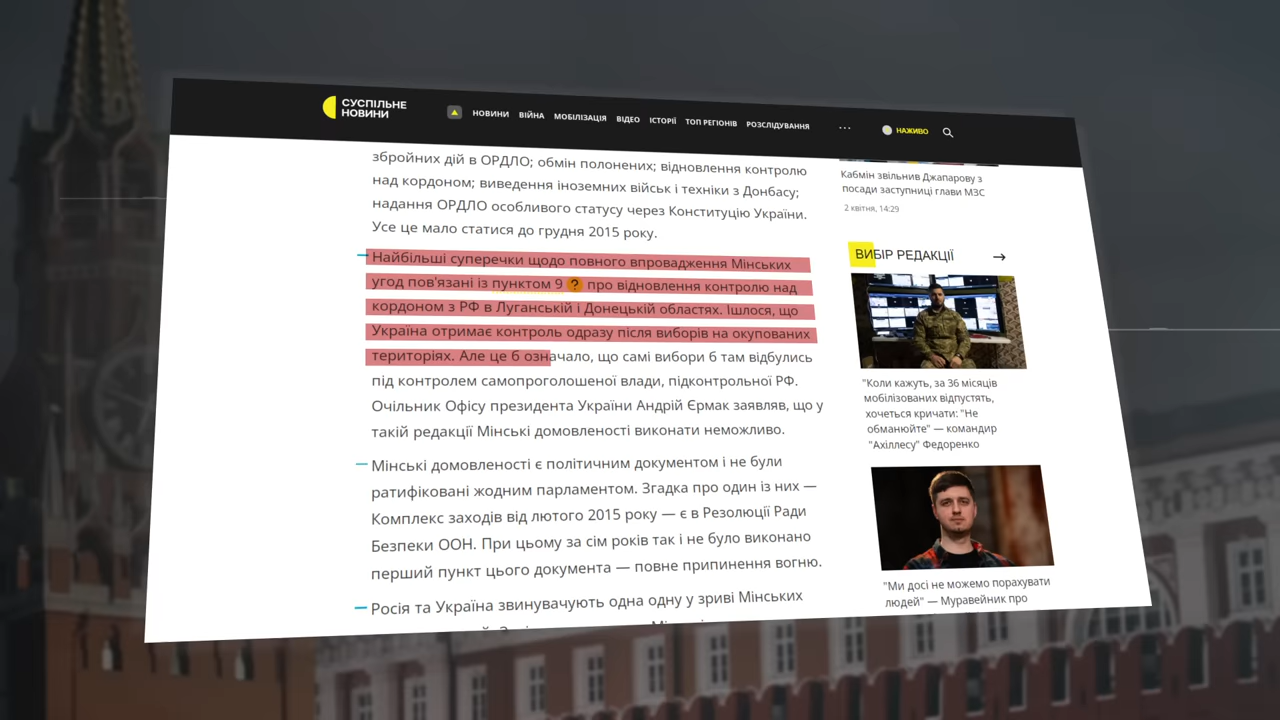 СУСПІЛЬНЕ
НОВИНИ
НОВИНИ ВІЙНА МОБІЛІЗАЦІЯ ВІДЕО ІСТОРІЇ ТОП РЕГІОНІВ РОЗСЛІДУВАННЯ ... НАЖИВО
збройних дій в ОРДЛО; обмін полонених; відновлення контролю
над кордоном; виведення іноземних військ і техніки з Донбасу;
надання ОРДЛО особливого статусу через Конституцію України.
Усе це мало статися до грудня 2015 року.
Найбільші суперечки щодо повного впровадження Мінських
угод пов'язані із пунктом 9 ? про відновлення контролю над
кордоном з РФ в Луганській і Донецькій областях. Ішлося, що
Україна отримає контроль одразу після виборів на окупованих
територіях. Але це б означало, що самі вибори б там відбулись
під контролем самопроголошеної влади, підконтрольної РФ.
Очільник Офісу президента України Андрій Єрмак заявляв, що у
такій редакції Мінські домовленості виконати неможливо.
Мінські домовленості є політичним документом і не були
ратифіковані жодним парламентом. Згадка про один із них —
Комплекс заходів від лютого 2015 року — є в Резолюції Ради
Безпеки ООН. При цьому за сім років так і не було виконано
перший пункт цього документа — повне припинення вогню.
Росія та Україна звинувачують одна одну у зриві Мінських
Кабмін звільнив Джапарову з
посади заступниці глави МЗС
2 квітня, 14:29
ВИБІР РЕДАКЦІЇ →
"Коли кажуть, за 36 місяців
мобілізованих відпустять,
хочеться кричати: "Не
обманюйте" — командир
"Ахіллесу" Федоренко
"Ми досі не можемо порахувати
людей" — Муравейник про